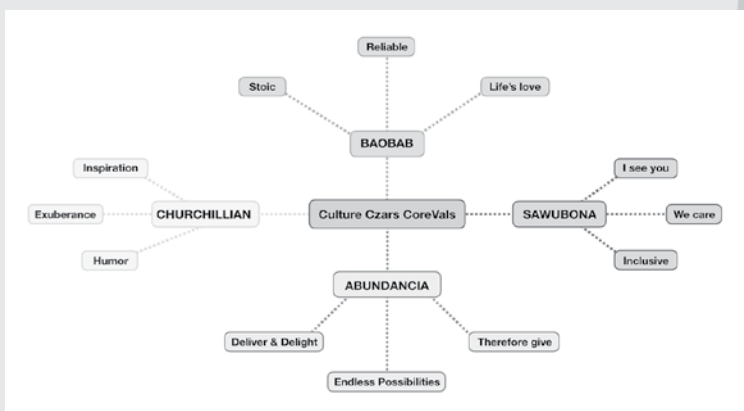 Reliable
Stoic
Life's love
BAOBAB
Inspiration
I see you
Exuberance
CHURCHILLIAN
Culture Czars CoreVals
SAWUBONA
We care
Humor
Inclusive
ABUNDANCIA
Deliver & Delight
Therefore give
Endless Possibilities